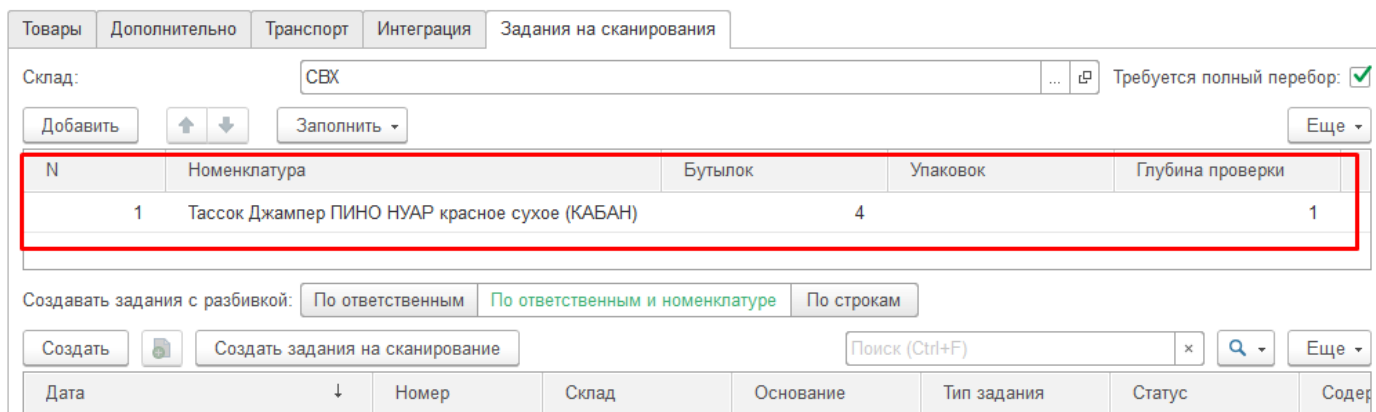 Товары Дополнительно Транспорт Интеграция Задания на сканирования
Склад: СВХ ... Требуется полный перебор:
Добавить Заполнить Еще
N Номенклатура Бутылок Упаковок Глубина проверки
1 Тассок Джампер ПИНО НУАР красное сухое (КАБАН) 4 1
Создавать задания с разбивкой: По ответственным По ответственным и номенклатуре По строкам
Создать Создать задания на сканирование Поиск (Ctrl+F) × Еще
Дата ↓ Номер Склад Основание Тип задания Статус Содер